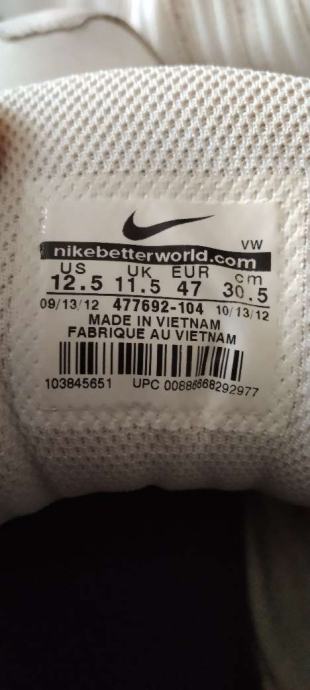 VW
nikebetterworld.com
US UK EUR cm
12.5 11.5 47 30.5
09/13/12 477692-104 10/13/12
MADE IN VIETNAM
FABRIQUE AU VIETNAM
103845651 UPC 00886668292977